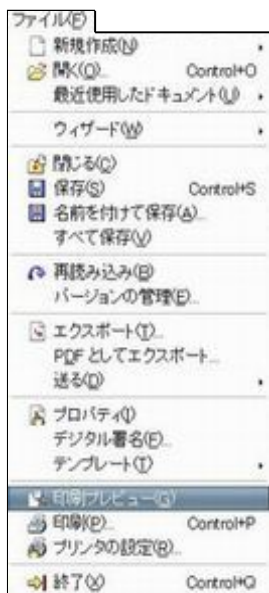 ファイル(F)
新規作成(N)
開く(O)... Control+O
最近使用したドキュメント(U)
ウィザード(W)
閉じる(C)
保存(S) Control+S
名前を付けて保存(A)...
すべて保存(V)
再読み込み(B)
バージョンの管理(E)...
エクスポート(T)...
PDF としてエクスポート...
送る(D)
プロパティ(I)
デジタル署名(E)...
テンプレート(T)
印刷プレビュー(G)
印刷(P)... Control+P
プリンタの設定(R)...
終了(X) Control+Q